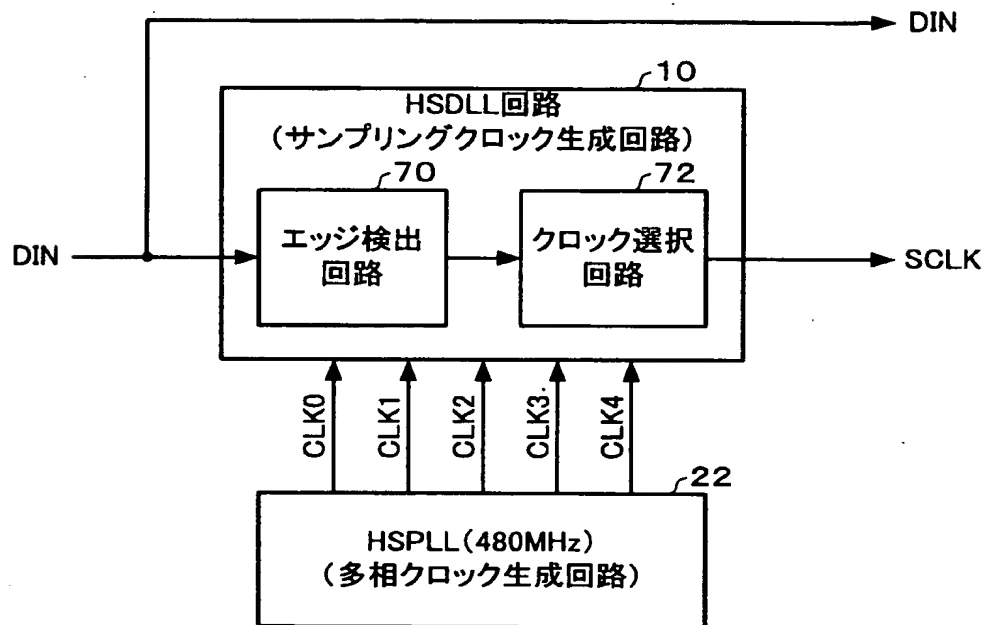 DIN
10
HSDLL回路
(サンプリングクロック生成回路)
70
72
エッジ検出
回路
クロック選択
回路
DIN
SCLK
CLK0
CLK1
CLK2
CLK3
CLK4
22
HSPLL(480MHz)
(多相クロック生成回路)